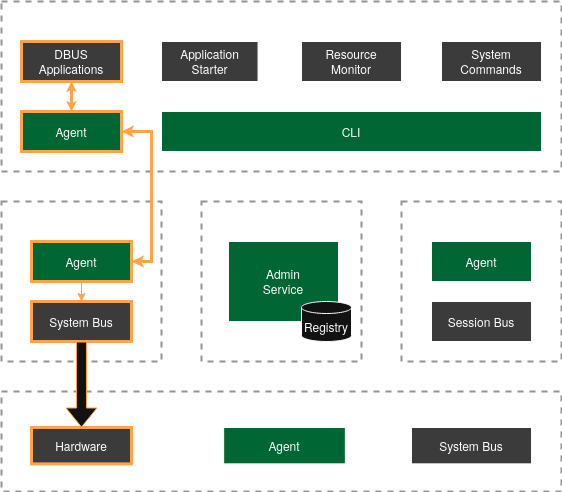 DBUS
Applications
Application
Starter
Resource
Monitor
System
Commands
Agent
CLI
Agent
Admin
Service
Registry
Agent
System Bus
Session Bus
Hardware
Agent
System Bus